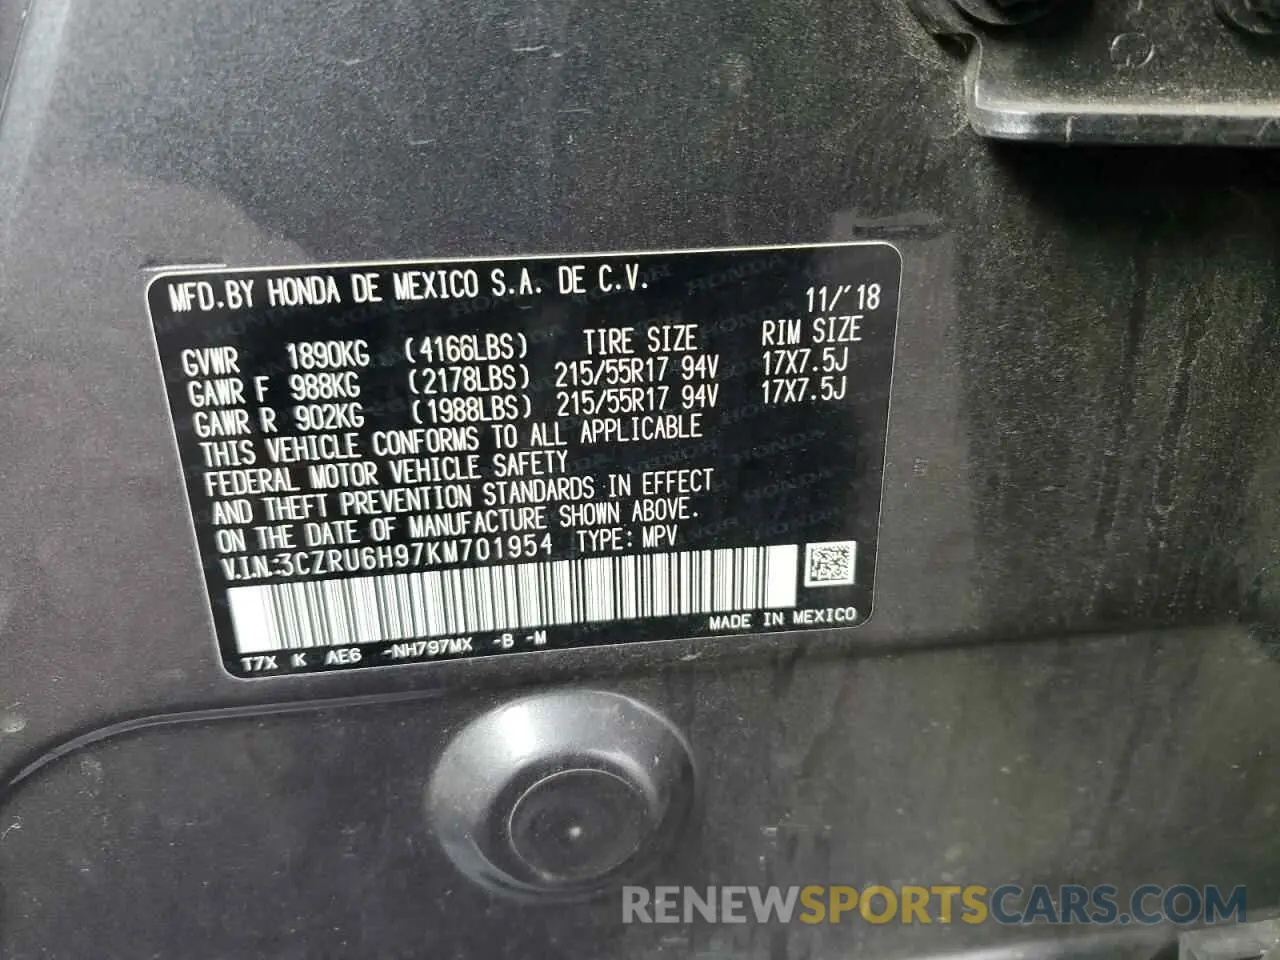 MFD.BY HONDA DE MEXICO S.A. DE C.V.
11/'18
GVWR 1890KG (4166LBS) TIRE SIZE RIM SIZE
GAWR F 988KG (2178LBS) 215/55R17 94V 17X7.5J
GAWR R 902KG (1988LBS) 215/55R17 94V 17X7.5J
THIS VEHICLE CONFORMS TO ALL APPLICABLE
FEDERAL MOTOR VEHICLE SAFETY
AND THEFT PREVENTION STANDARDS IN EFFECT
ON THE DATE OF MANUFACTURE SHOWN ABOVE.
V.I.N:3CZRU6H97KM701954 TYPE: MPV
MADE IN MEXICO
T7X K AE6 -NH797MX -B -M
RENEWSPORTSCARS.COM